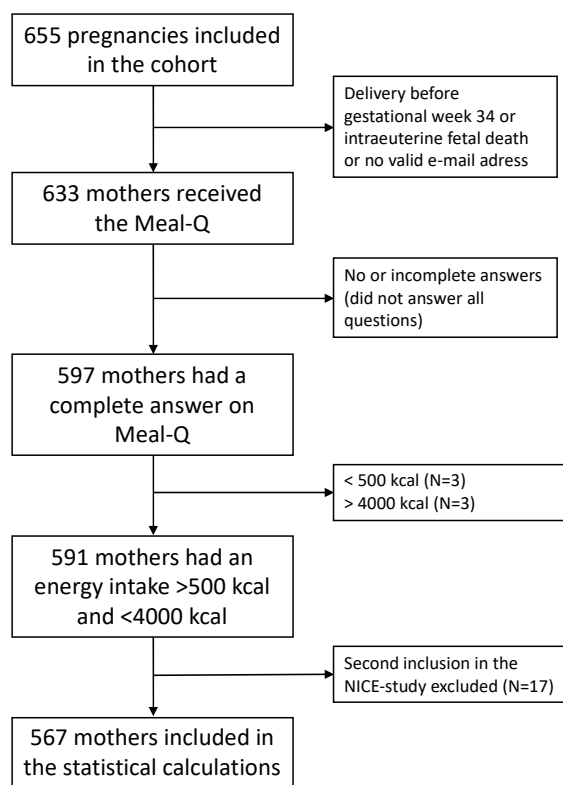 655 pregnancies included
in the cohort
Delivery before
gestational week 34 or
intraeuterine fetal death
or no valid e-mail adress
633 mothers received
the Meal-Q
No or incomplete answers
(did not answer all
questions)
597 mothers had a
complete answer on
Meal-Q
< 500 kcal (N=3)
> 4000 kcal (N=3)
591 mothers had an
energy intake >500 kcal
and <4000 kcal
Second inclusion in the
NICE-study excluded (N=17)
567 mothers included in
the statistical calculations